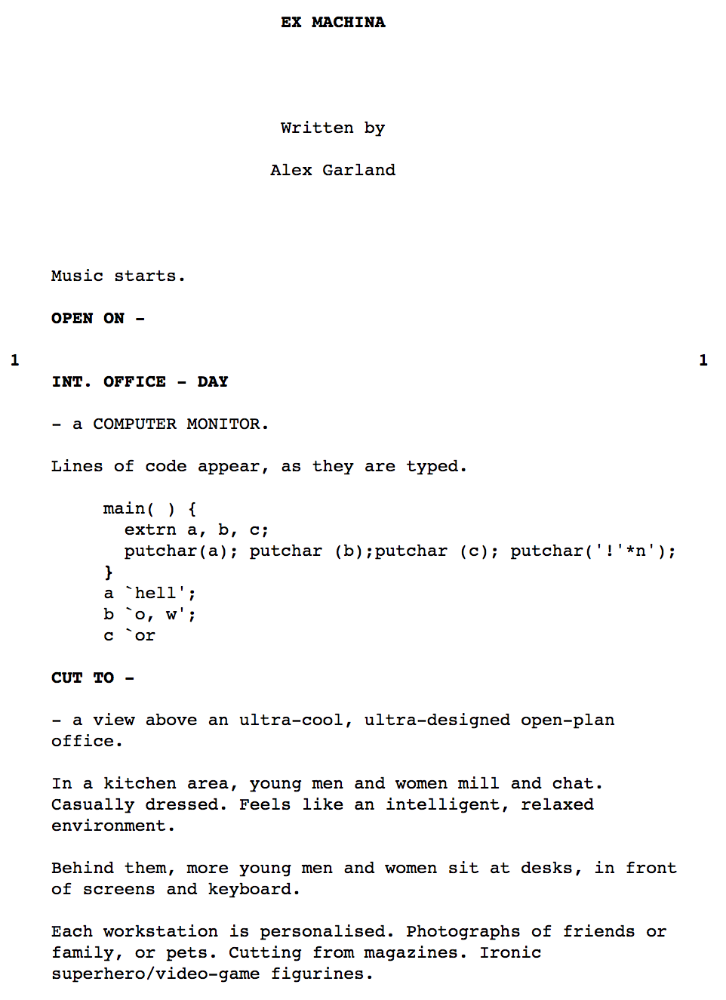 EX MACHINA
Written by
Alex Garland
Music starts.
OPEN ON -
1 1
INT. OFFICE - DAY
- a COMPUTER MONITOR.
Lines of code appear, as they are typed.
main( ) {
extrn a, b, c;
putchar(a); putchar (b);putchar (c); putchar('!'*n');
}
a `hell';
b `o, w';
c `or
CUT TO -
- a view above an ultra-cool, ultra-designed open-plan
office.
In a kitchen area, young men and women mill and chat.
Casually dressed. Feels like an intelligent, relaxed
environment.
Behind them, more young men and women sit at desks, in front
of screens and keyboard.
Each workstation is personalised. Photographs of friends or
family, or pets. Cutting from magazines. Ironic
superhero/video-game figurines.